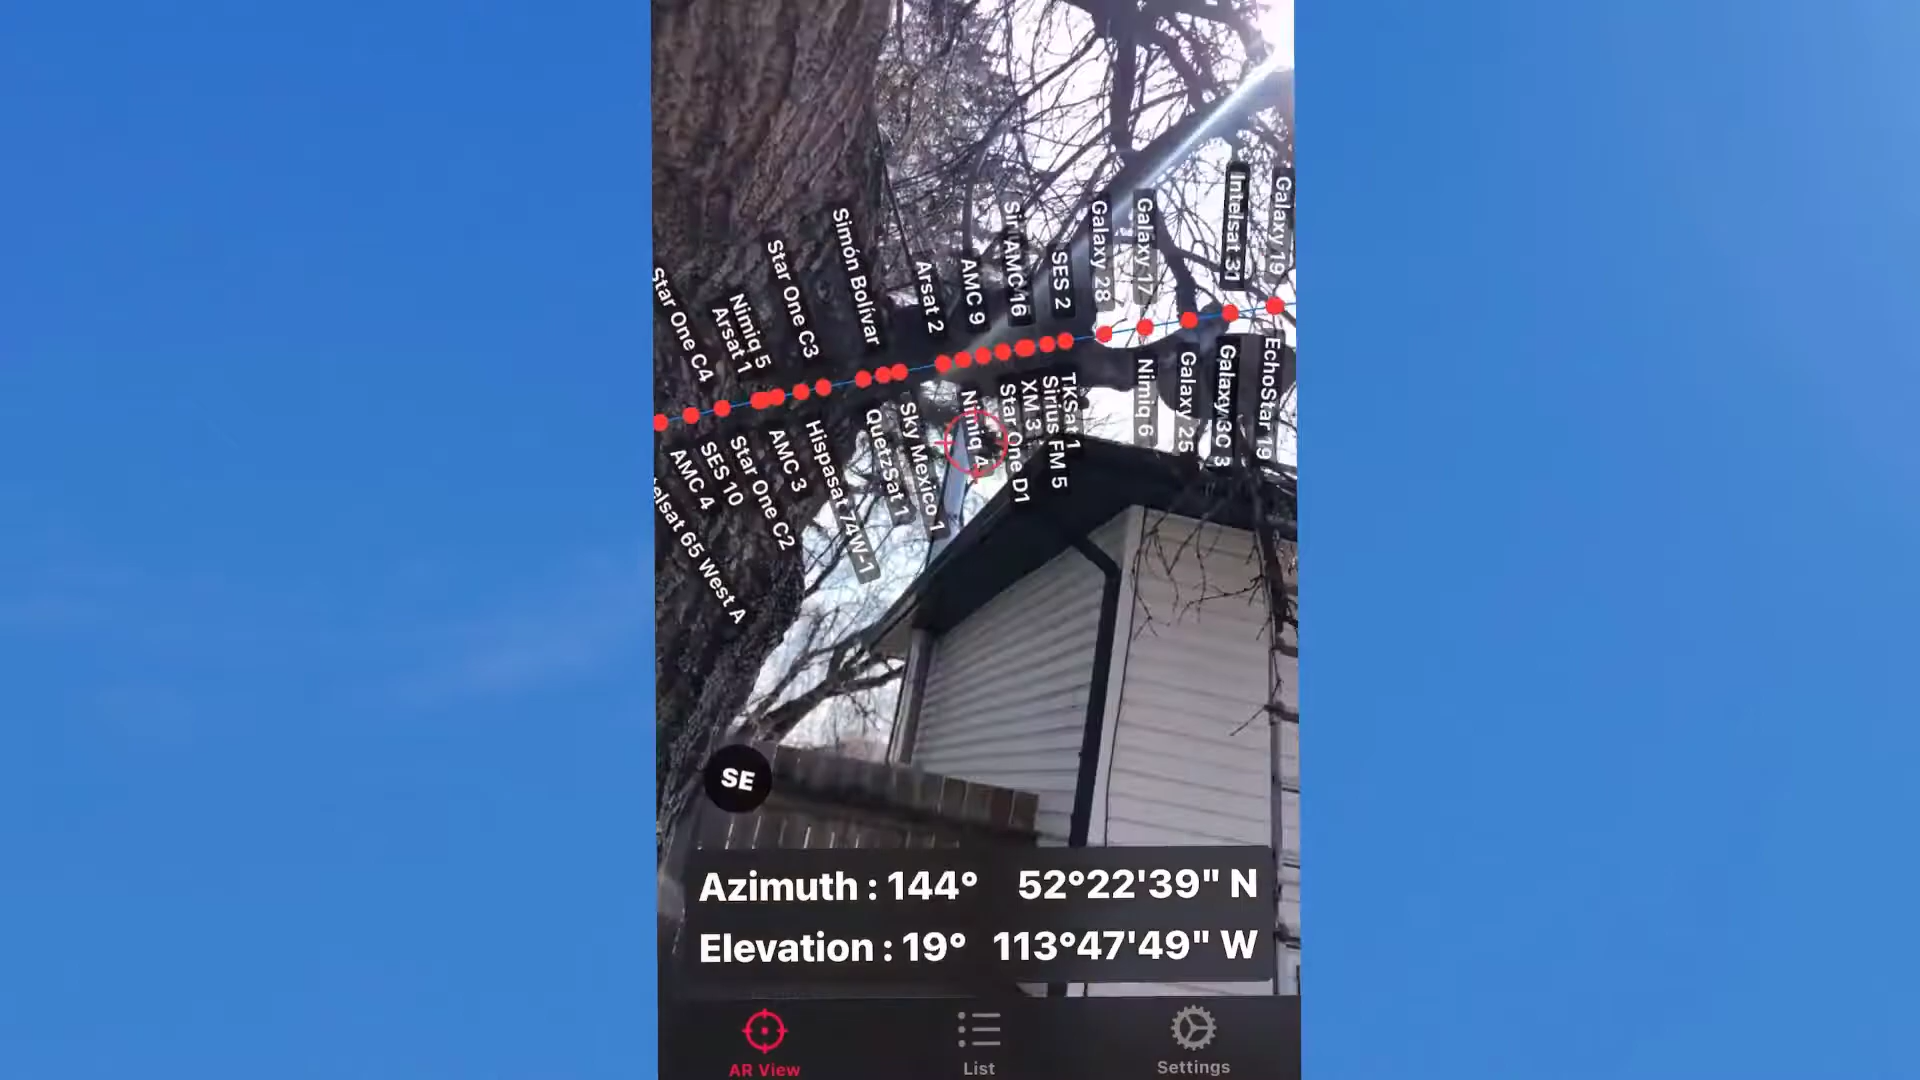 Star One C4
Nimiq 5
Arsat 1
Star One C3
Simón Bolívar
Arsat 2
AMC 9
AMC 16
SES 2
Galaxy 28
Galaxy 17
Intelsat 31
Galaxy 19
65 West A
AMC 4
SES 10
Star One C2
AMC 3
Hispasat 74W-1
QuetzSat 1
Sky Mexico 1
Nimiq 4
Star One D1
XM 3
Sirius FM 5
TKSat 1
Nimiq 6
Galaxy 25
Galaxy 3C
EchoStar 19
SE
Azimuth : 144° 52°22'39" N
Elevation : 19° 113°47'49" W
AR View List Settings